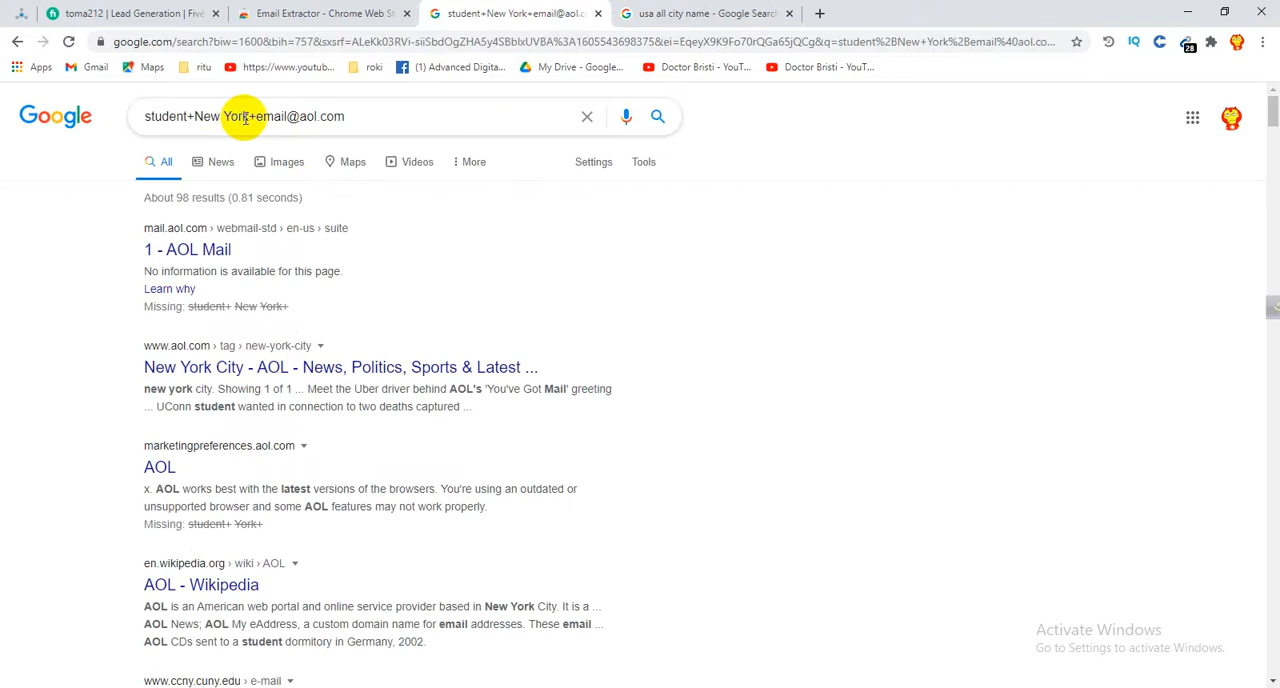 toma212 | Lead Generation | Five
Email Extractor - Chrome Web St
student+New York+email@aol.c
usa all city name - Google Search
google.com/search?biw=1600&bih=757&sxsrf=ALeKk03RVi-siiSbdOgZHA5y4SBbIxUVBA%3A1605543698375&ei=EqeyX9K9Fo70rQGa65jQCg&q=student%2BNew+York%2Bemail%40aol.co...
28
Apps
Gmail
Maps
ritu
https://www.youtub...
roki
(1) Advanced Digita...
My Drive - Google...
Doctor Bristi - YouT...
Doctor Bristi - YouT...
Google
student+New York+email@aol.com
All
News
Images
Maps
Videos
More
Settings
Tools
About 98 results (0.81 seconds)
mail.aol.com › webmail-std › en-us › suite
1 - AOL Mail
No information is available for this page.
Learn why
Missing: student+ New York+
www.aol.com › tag › new-york-city
New York City - AOL - News, Politics, Sports & Latest ...
new york city. Showing 1 of 1 ... Meet the Uber driver behind AOL's 'You've Got Mail' greeting
... UConn student wanted in connection to two deaths captured ...
marketingpreferences.aol.com
AOL
x. AOL works best with the latest versions of the browsers. You're using an outdated or
unsupported browser and some AOL features may not work properly.
Missing: student+ York+
en.wikipedia.org › wiki › AOL
AOL - Wikipedia
AOL is an American web portal and online service provider based in New York City. It is a ...
AOL News; AOL My eAddress, a custom domain name for email addresses. These email ...
AOL CDs sent to a student dormitory in Germany, 2002.
www.ccny.cuny.edu › e-mail
Activate Windows
Go to Settings to activate Windows.